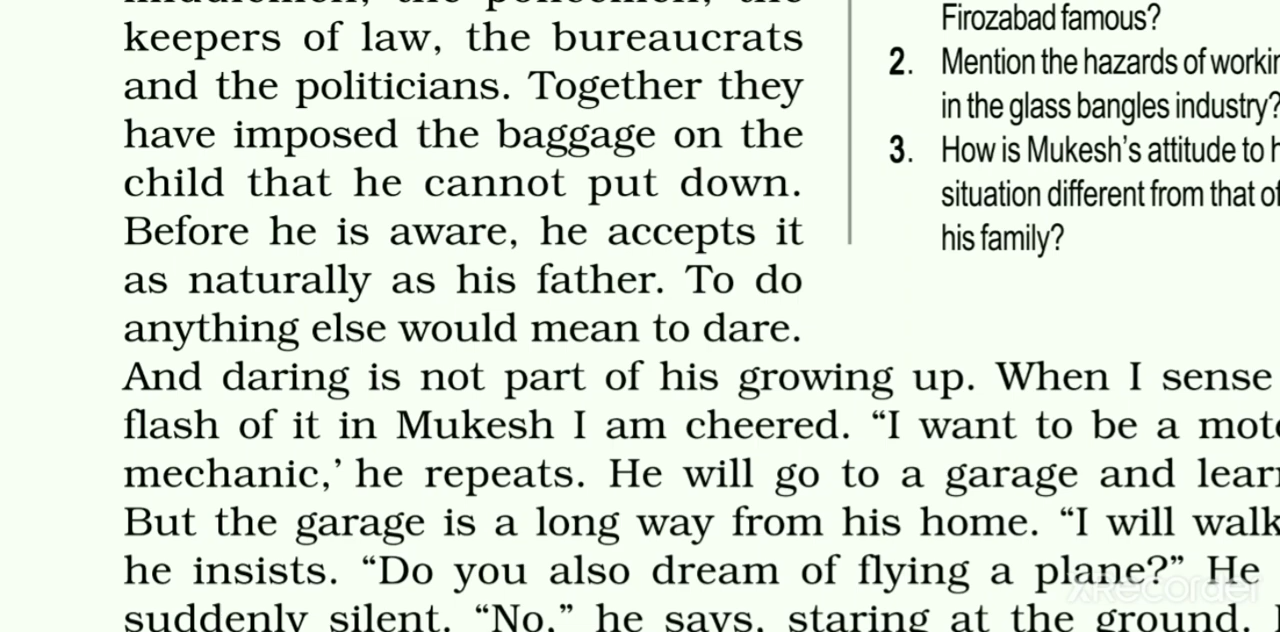 middlemen, the policemen, the
keepers of law, the bureaucrats
and the politicians. Together they
have imposed the baggage on the
child that he cannot put down.
Before he is aware, he accepts it
as naturally as his father. To do
anything else would mean to dare.
And daring is not part of his growing up. When I sense
flash of it in Mukesh I am cheered. “I want to be a
mechanic,’ he repeats. He will go to a garage and
But the garage is a long way from his home. “I will walk
he insists. “Do you also dream of flying a plane?” He
suddenly silent. “No,” he says, staring at the ground.
Firozabad famous?
2. Mention the hazards of
in the glass bangles industry?
3. How is Mukesh’s attitude to
situation different from that
his family?
XRecorder